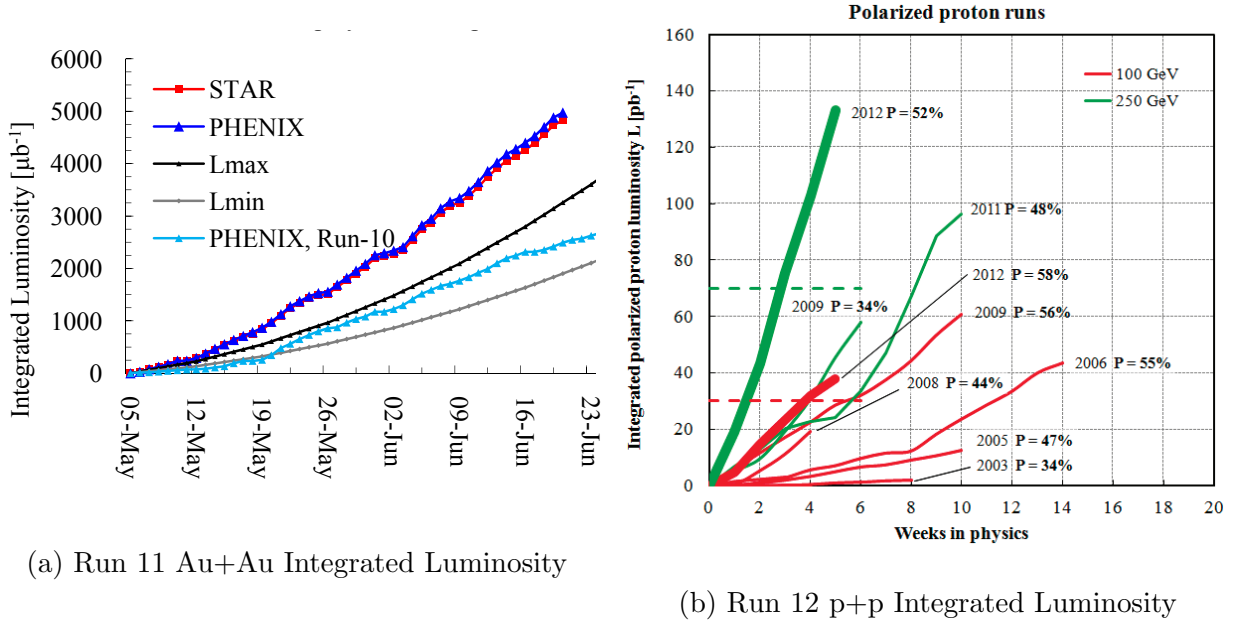 6000
5000
4000
3000
2000
1000
0
Integrated Luminosity [µb⁻¹]
STAR
PHENIX
Lmax
Lmin
PHENIX, Run-10
05-May
12-May
19-May
26-May
02-Jun
09-Jun
16-Jun
23-Jun
(a) Run 11 Au+Au Integrated Luminosity
Polarized proton runs
160
140
120
100
80
60
40
20
0
Integrated polarized proton luminosity L [pb⁻¹]
100 GeV
250 GeV
2012 P = 52%
2011 P = 48%
2012 P = 58%
2009 P = 34%
2009 P = 56%
2006 P = 55%
2008 P = 44%
2005 P = 47%
2003 P = 34%
0 2 4 6 8 10 12 14 16 18 20
Weeks in physics
(b) Run 12 p+p Integrated Luminosity